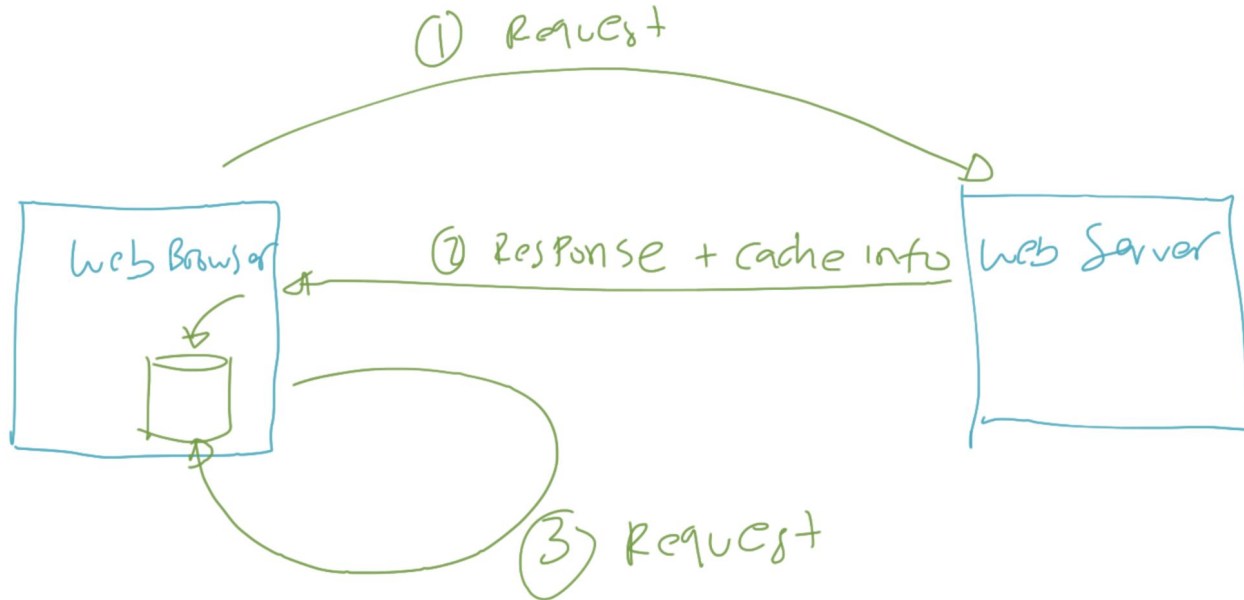 ① Request
Web Browser
② Response + cache info
Web Server
③ Request